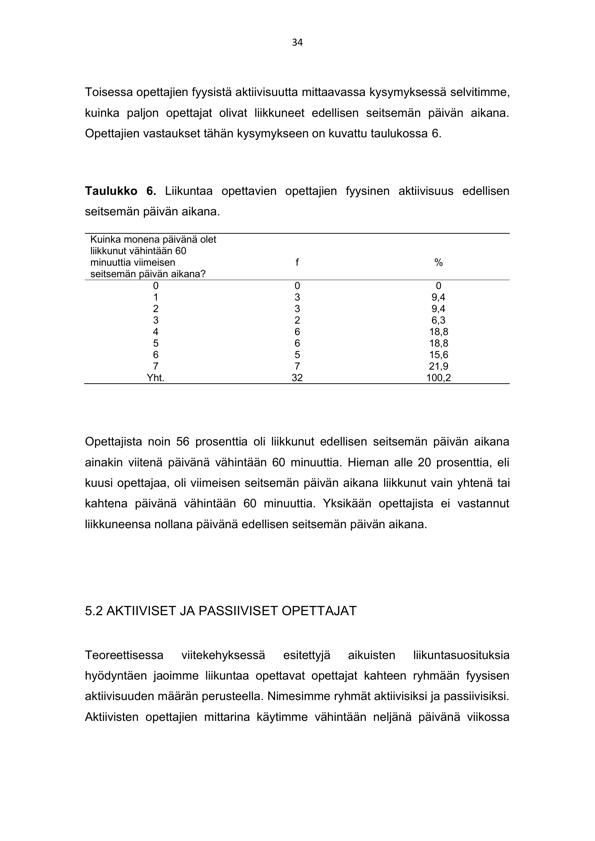 34
Toisessa opettajien fyysistä aktiivisuutta mittaavassa kysymyksessä selvitimme,
kuinka paljon opettajat olivat liikkuneet edellisen seitsemän päivän aikana.
Opettajien vastaukset tähän kysymykseen on kuvattu taulukossa 6.
Taulukko 6. Liikuntaa opettavien opettajien fyysinen aktiivisuus edellisen
seitsemän päivän aikana.
Kuinka monena päivänä olet
liikkunut vähintään 60
minuuttia viimeisen f %
seitsemän päivän aikana?
0 0 0
1 3 9,4
2 3 9,4
3 2 6,3
4 6 18,8
5 6 18,8
6 5 15,6
7 7 21,9
Yht. 32 100,2
Opettajista noin 56 prosenttia oli liikkunut edellisen seitsemän päivän aikana
ainakin viitenä päivänä vähintään 60 minuuttia. Hieman alle 20 prosenttia, eli
kuusi opettajaa, oli viimeisen seitsemän päivän aikana liikkunut vain yhtenä tai
kahtena päivänä vähintään 60 minuuttia. Yksikään opettajista ei vastannut
liikkuneensa nollana päivänä edellisen seitsemän päivän aikana.
5.2 AKTIIVISET JA PASSIIVISET OPETTAJAT
Teoreettisessa viitekehyksessä esitettyjä aikuisten liikuntasuosituksia
hyödyntäen jaoimme liikuntaa opettavat opettajat kahteen ryhmään fyysisen
aktiivisuuden määrän perusteella. Nimesimme ryhmät aktiivisiksi ja passiivisiksi.
Aktiivisten opettajien mittarina käytimme vähintään neljänä päivänä viikossa